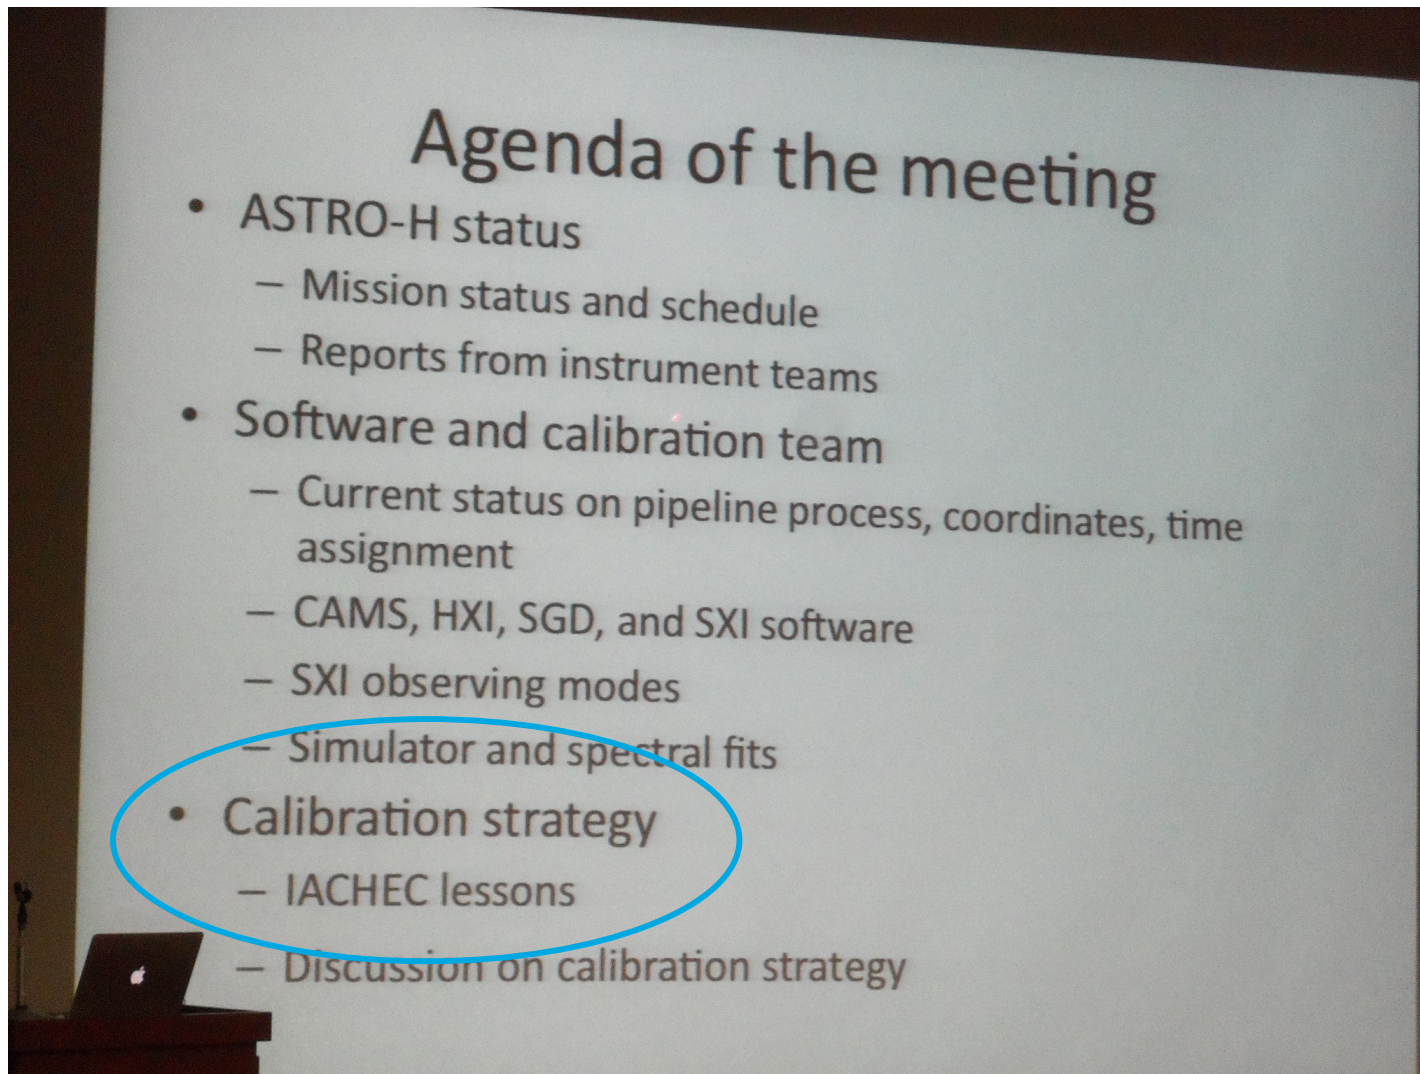 Agenda of the meeting
• ASTRO-H status
– Mission status and schedule
– Reports from instrument teams
• Software and calibration team
– Current status on pipeline process, coordinates, time
assignment
– CAMS, HXI, SGD, and SXI software
– SXI observing modes
– Simulator and spectral fits
• Calibration strategy
– IACHEC lessons
– Discussion on calibration strategy